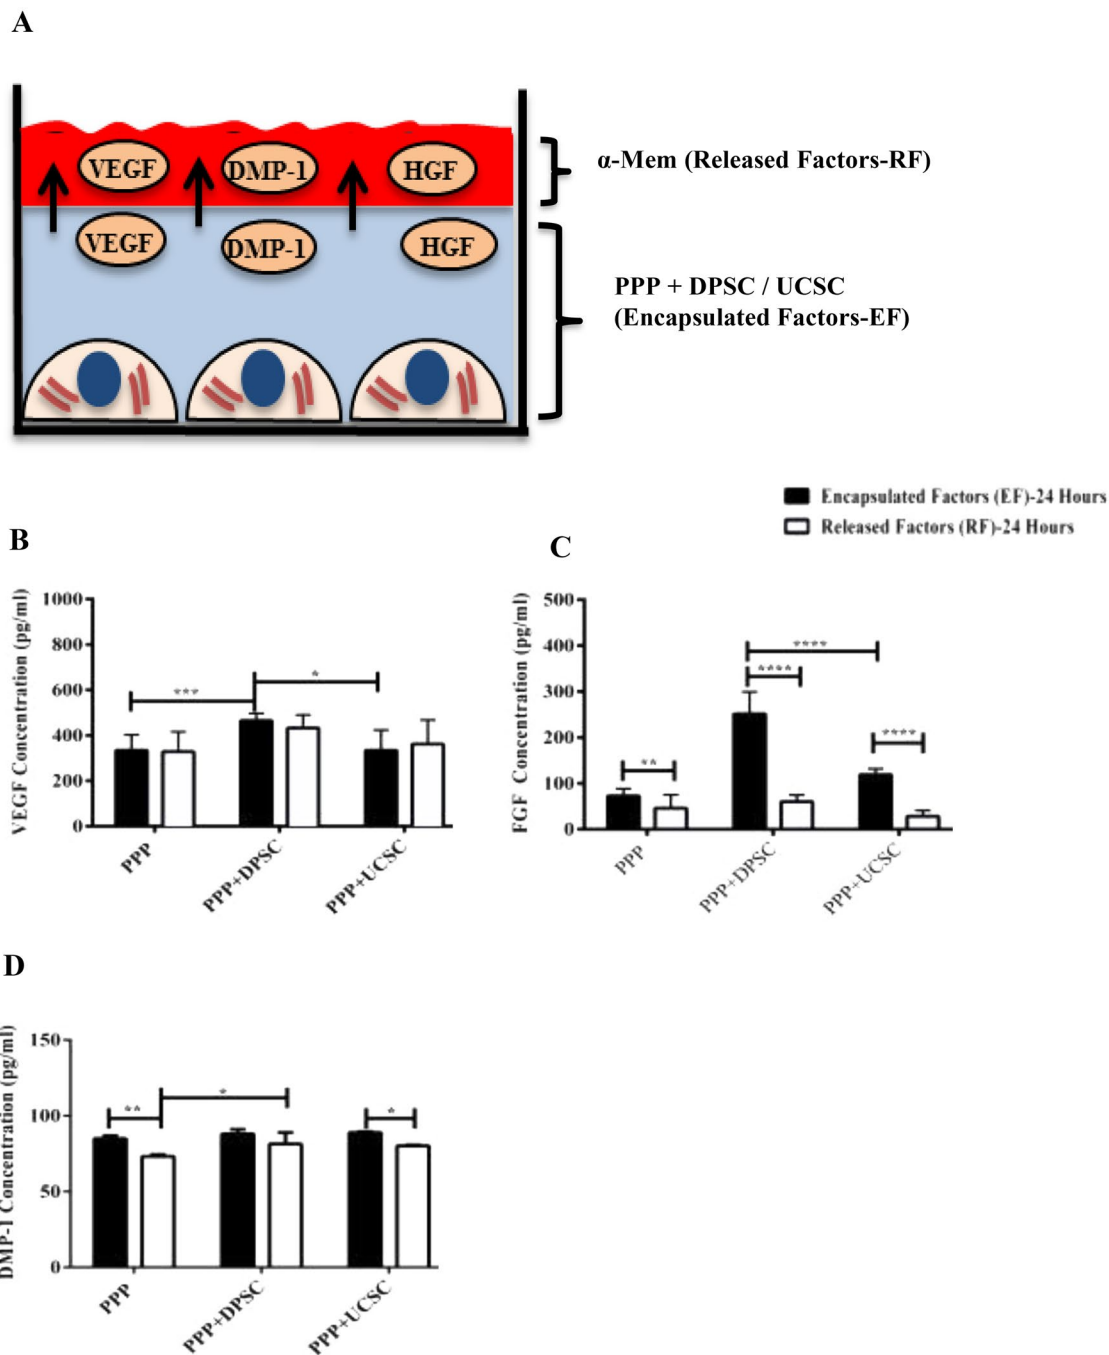 A
VEGF
DMP-1
HGF
α-Mem (Released Factors-RF)
VEGF
DMP-1
HGF
PPP + DPSC / UCSC
(Encapsulated Factors-EF)
Encapsulated Factors (EF)-24 Hours
Released Factors (RF)-24 Hours
B
VEGF Concentration (pg/ml)
1000
800
600
400
200
0
***
*
PPP
PPP+DPSC
PPP+UCSC
C
FGF Concentration (pg/ml)
500
400
300
200
100
0
**
****
****
****
PPP
PPP+DPSC
PPP+UCSC
D
DMP-1 Concentration (pg/ml)
150
100
50
0
**
*
*
PPP
PPP+DPSC
PPP+UCSC